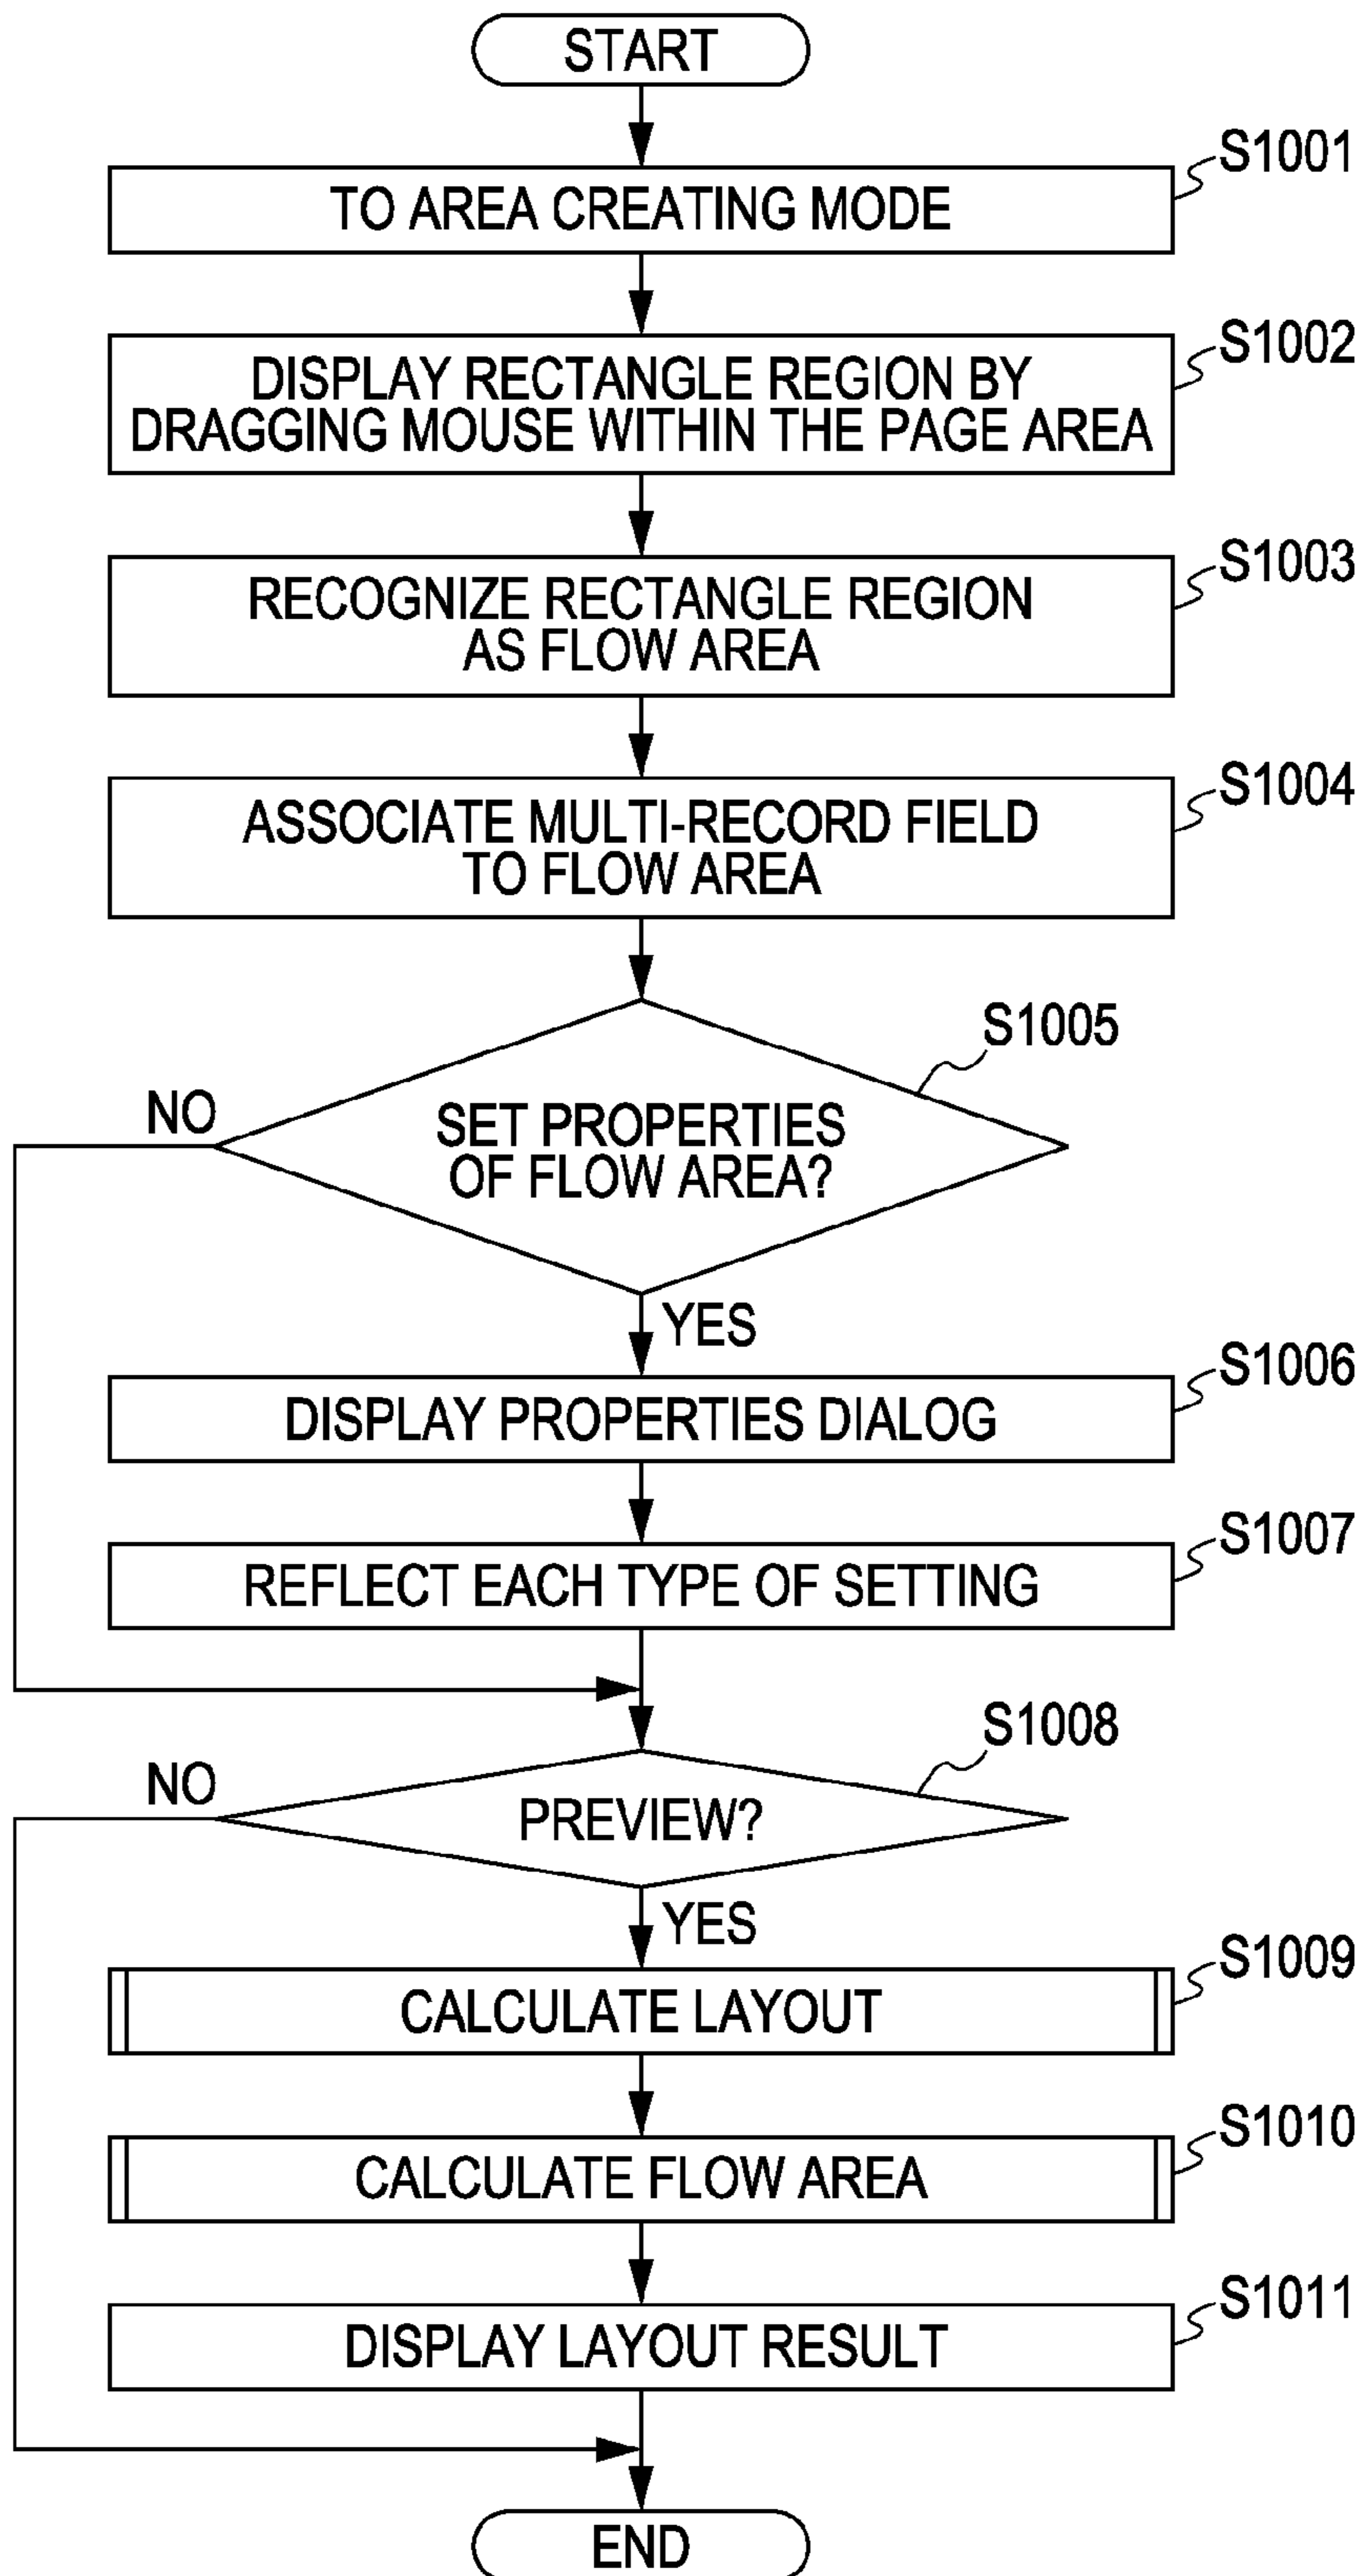 START
S1001
TO AREA CREATING MODE
S1002
DISPLAY RECTANGLE REGION BY
DRAGGING MOUSE WITHIN THE PAGE AREA
S1003
RECOGNIZE RECTANGLE REGION
AS FLOW AREA
S1004
ASSOCIATE MULTI-RECORD FIELD
TO FLOW AREA
S1005
NO
SET PROPERTIES
OF FLOW AREA?
YES
S1006
DISPLAY PROPERTIES DIALOG
S1007
REFLECT EACH TYPE OF SETTING
S1008
NO
PREVIEW?
YES
S1009
CALCULATE LAYOUT
S1010
CALCULATE FLOW AREA
S1011
DISPLAY LAYOUT RESULT
END